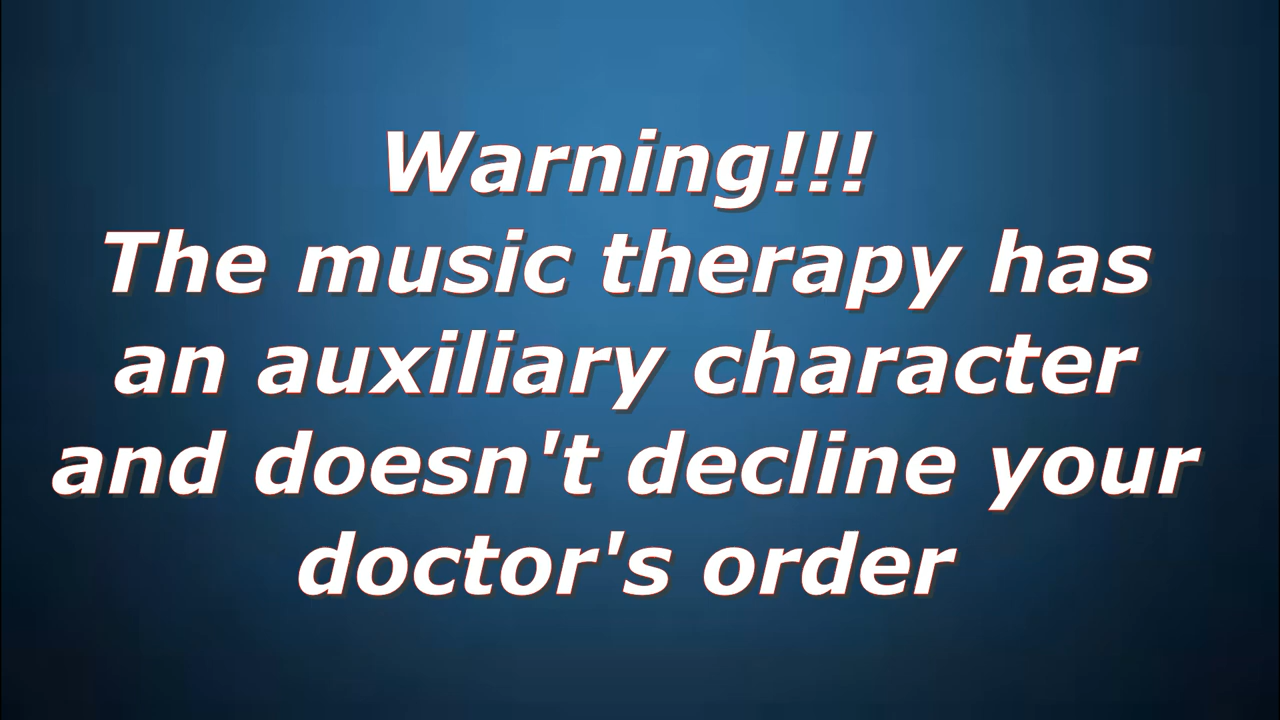 Warning!!!
The music therapy has
an auxiliary character
and doesn't decline your
doctor's order